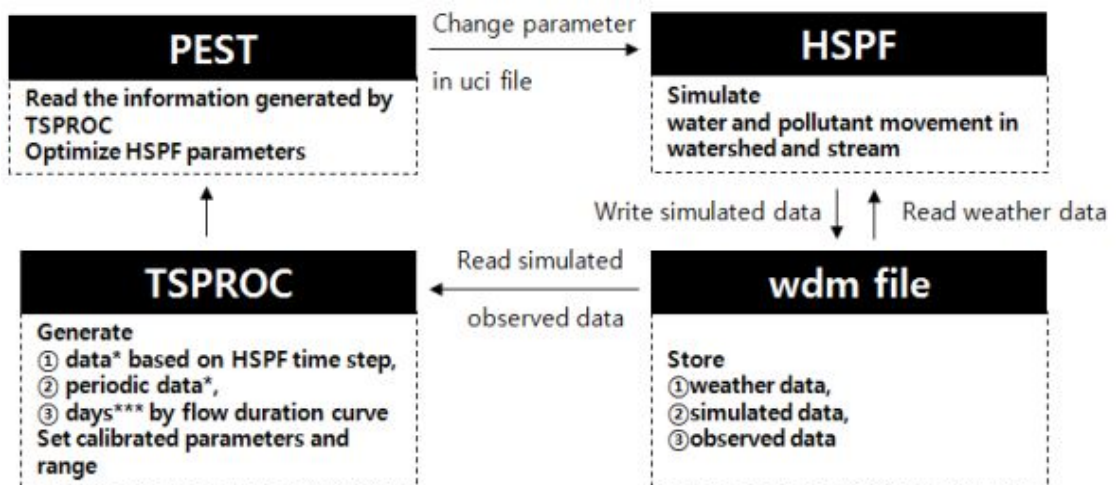 PEST
Read the information generated by
TSPROC
Optimize HSPF parameters
Change parameter
in uci file
HSPF
Simulate
water and pollutant movement in
watershed and stream
Write simulated data
Read weather data
TSPROC
Generate
① data* based on HSPF time step,
② periodic data*,
③ days*** by flow duration curve
Set calibrated parameters and
range
Read simulated
observed data
wdm file
Store
①weather data,
②simulated data,
③observed data